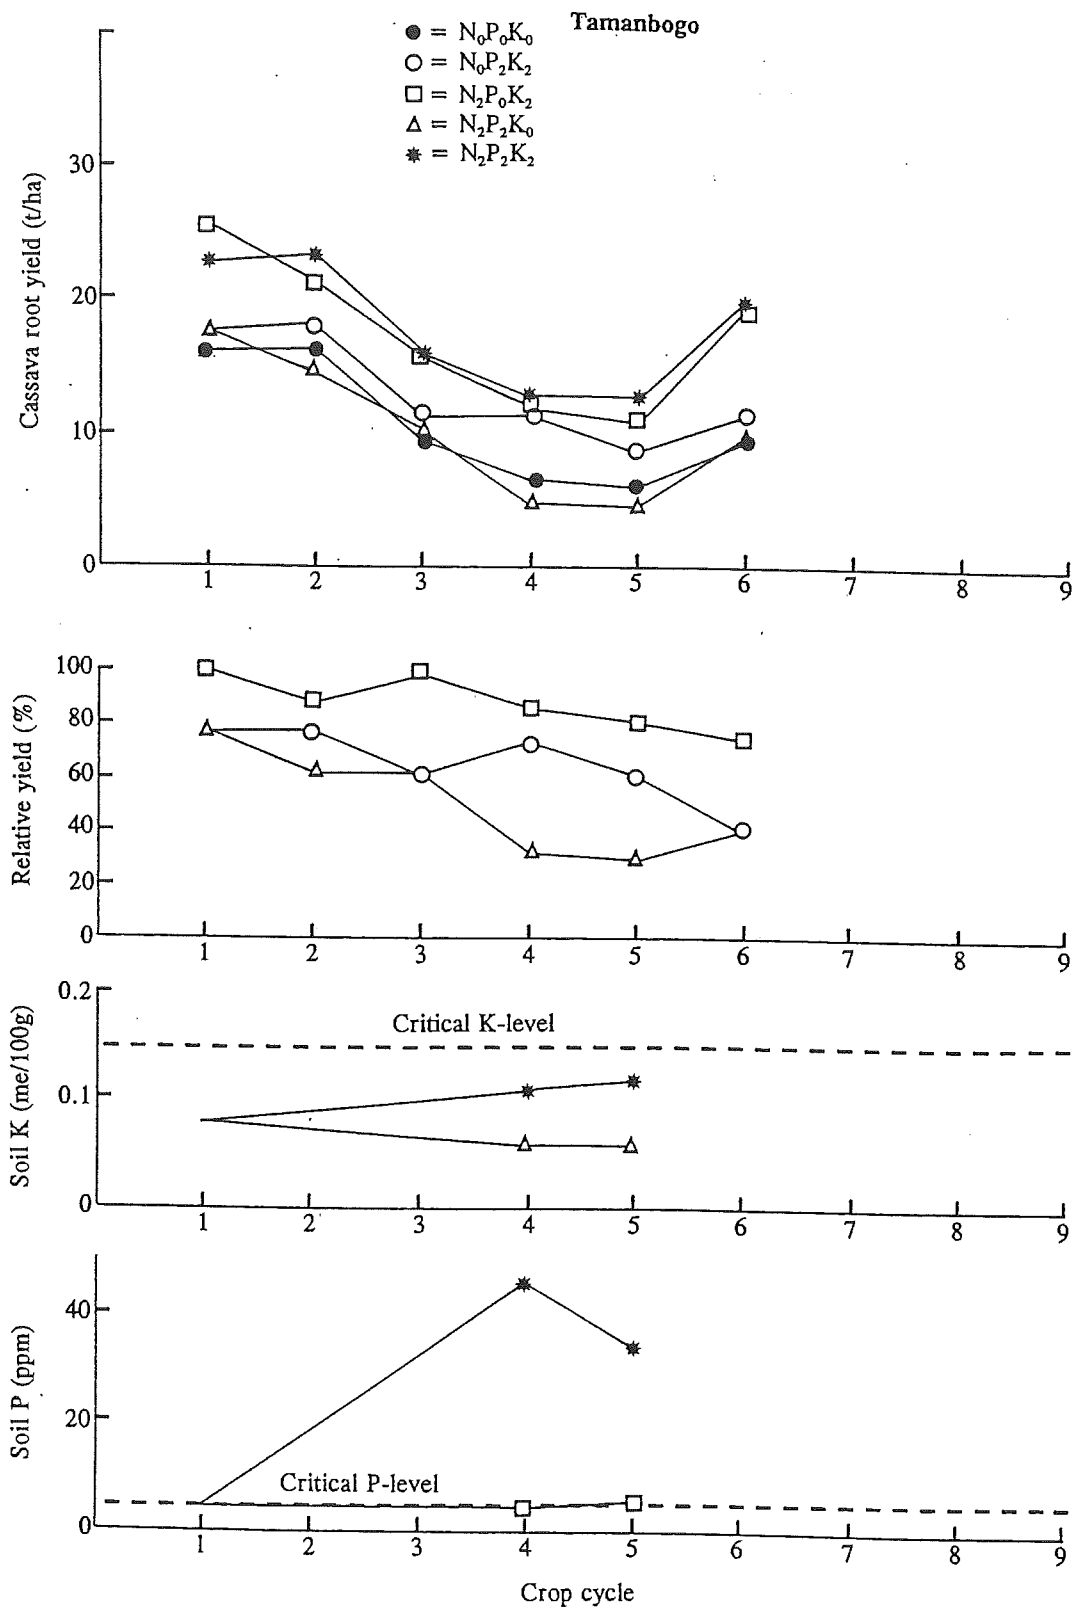 Tamanbogo
● = N₀P₀K₀
○ = N₀P₂K₂
□ = N₂P₀K₂
△ = N₂P₂K₀
✷ = N₂P₂K₂
Cassava root yield (t/ha)
30
20
10
0
1 2 3 4 5 6 7 8 9
Relative yield (%)
100
80
60
40
20
0
1 2 3 4 5 6 7 8 9
Soil K (me/100g)
0.2
Critical K-level
0.1
0
1 2 3 4 5 6 7 8 9
Soil P (ppm)
40
20
Critical P-level
0
1 2 3 4 5 6 7 8 9
Crop cycle